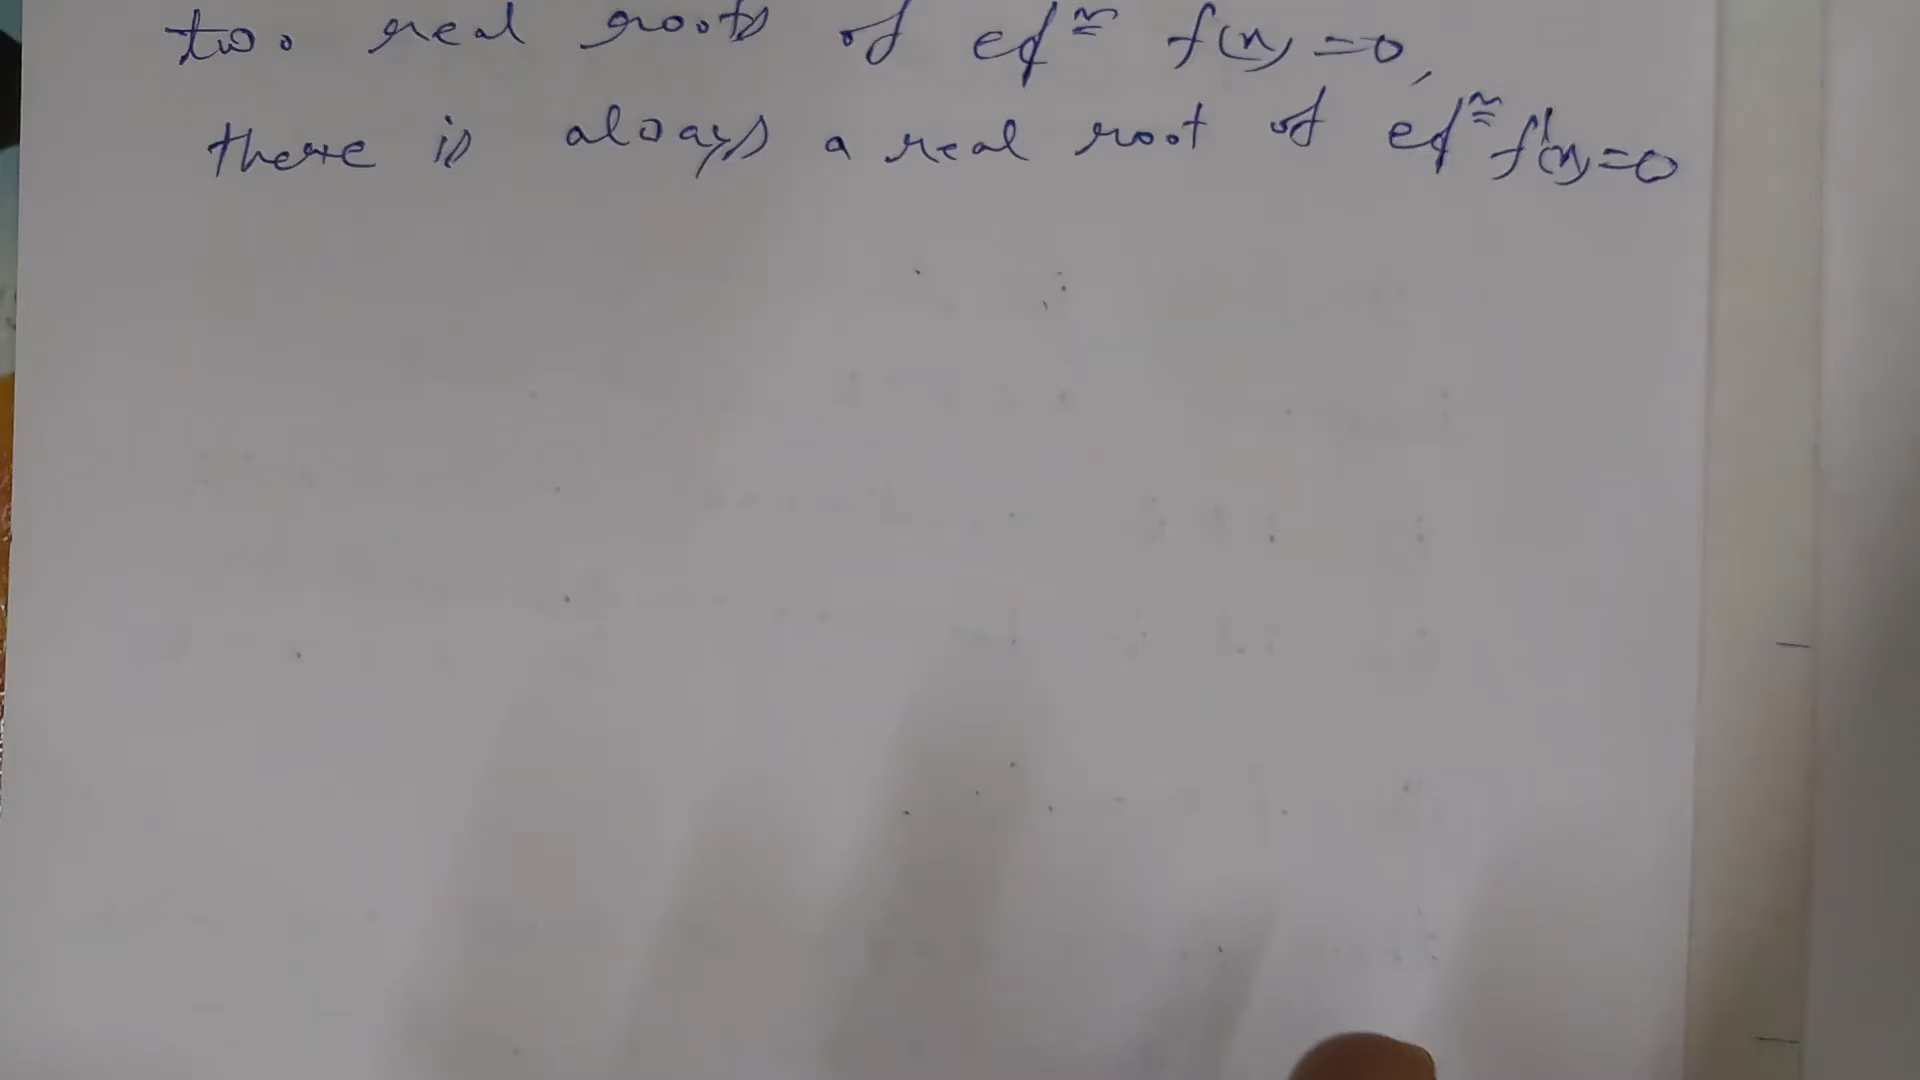 two real roots of eqⁿ f(x) = 0,
there is always a real root of eqⁿ f'(x) = 0